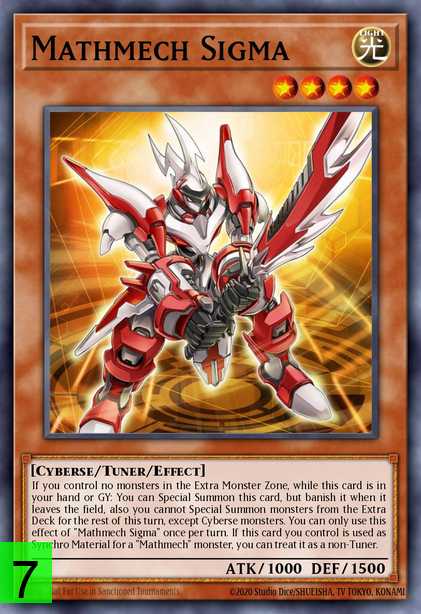 Mathmech Sigma
LIGHT
光
[Cyberse/Tuner/Effect]
If you control no monsters in the Extra Monster Zone, while this card is in
your hand or GY: You can Special Summon this card, but banish it when it
leaves the field, also you cannot Special Summon monsters from the Extra
Deck for the rest of this turn, except Cyberse monsters. You can only use this
effect of "Mathmech Sigma" once per turn. If this card you control is used as
Synchro Material for a "Mathmech" monster, you can treat it as a non-Tuner.
ATK/1000 DEF/1500
7
For Use in Sanctioned Tournaments
©2020 Studio Dice/SHUEISHA, TV TOKYO, KONAMI